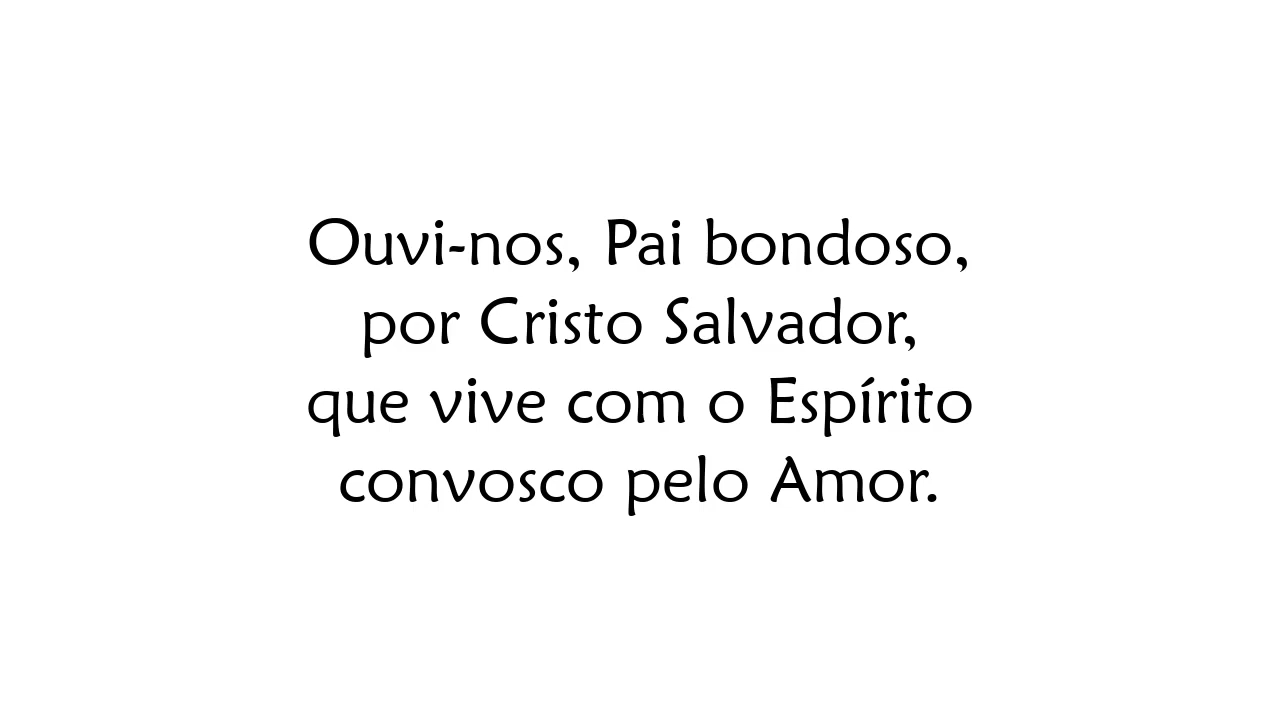 Ouvi-nos, Pai bondoso,
por Cristo Salvador,
que vive com o Espírito
convosco pelo Amor.